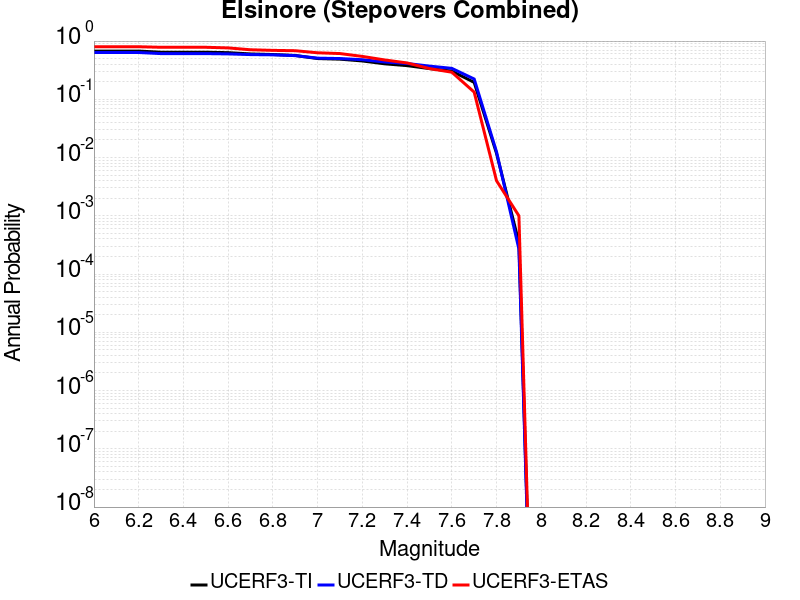 Elsinore (Stepovers Combined)
10^0
10^-1
10^-2
10^-3
10^-4
10^-5
10^-6
10^-7
10^-8
Annual Probability
6 6.2 6.4 6.6 6.8 7 7.2 7.4 7.6 7.8 8 8.2 8.4 8.6 8.8 9
Magnitude
UCERF3-TI UCERF3-TD UCERF3-ETAS